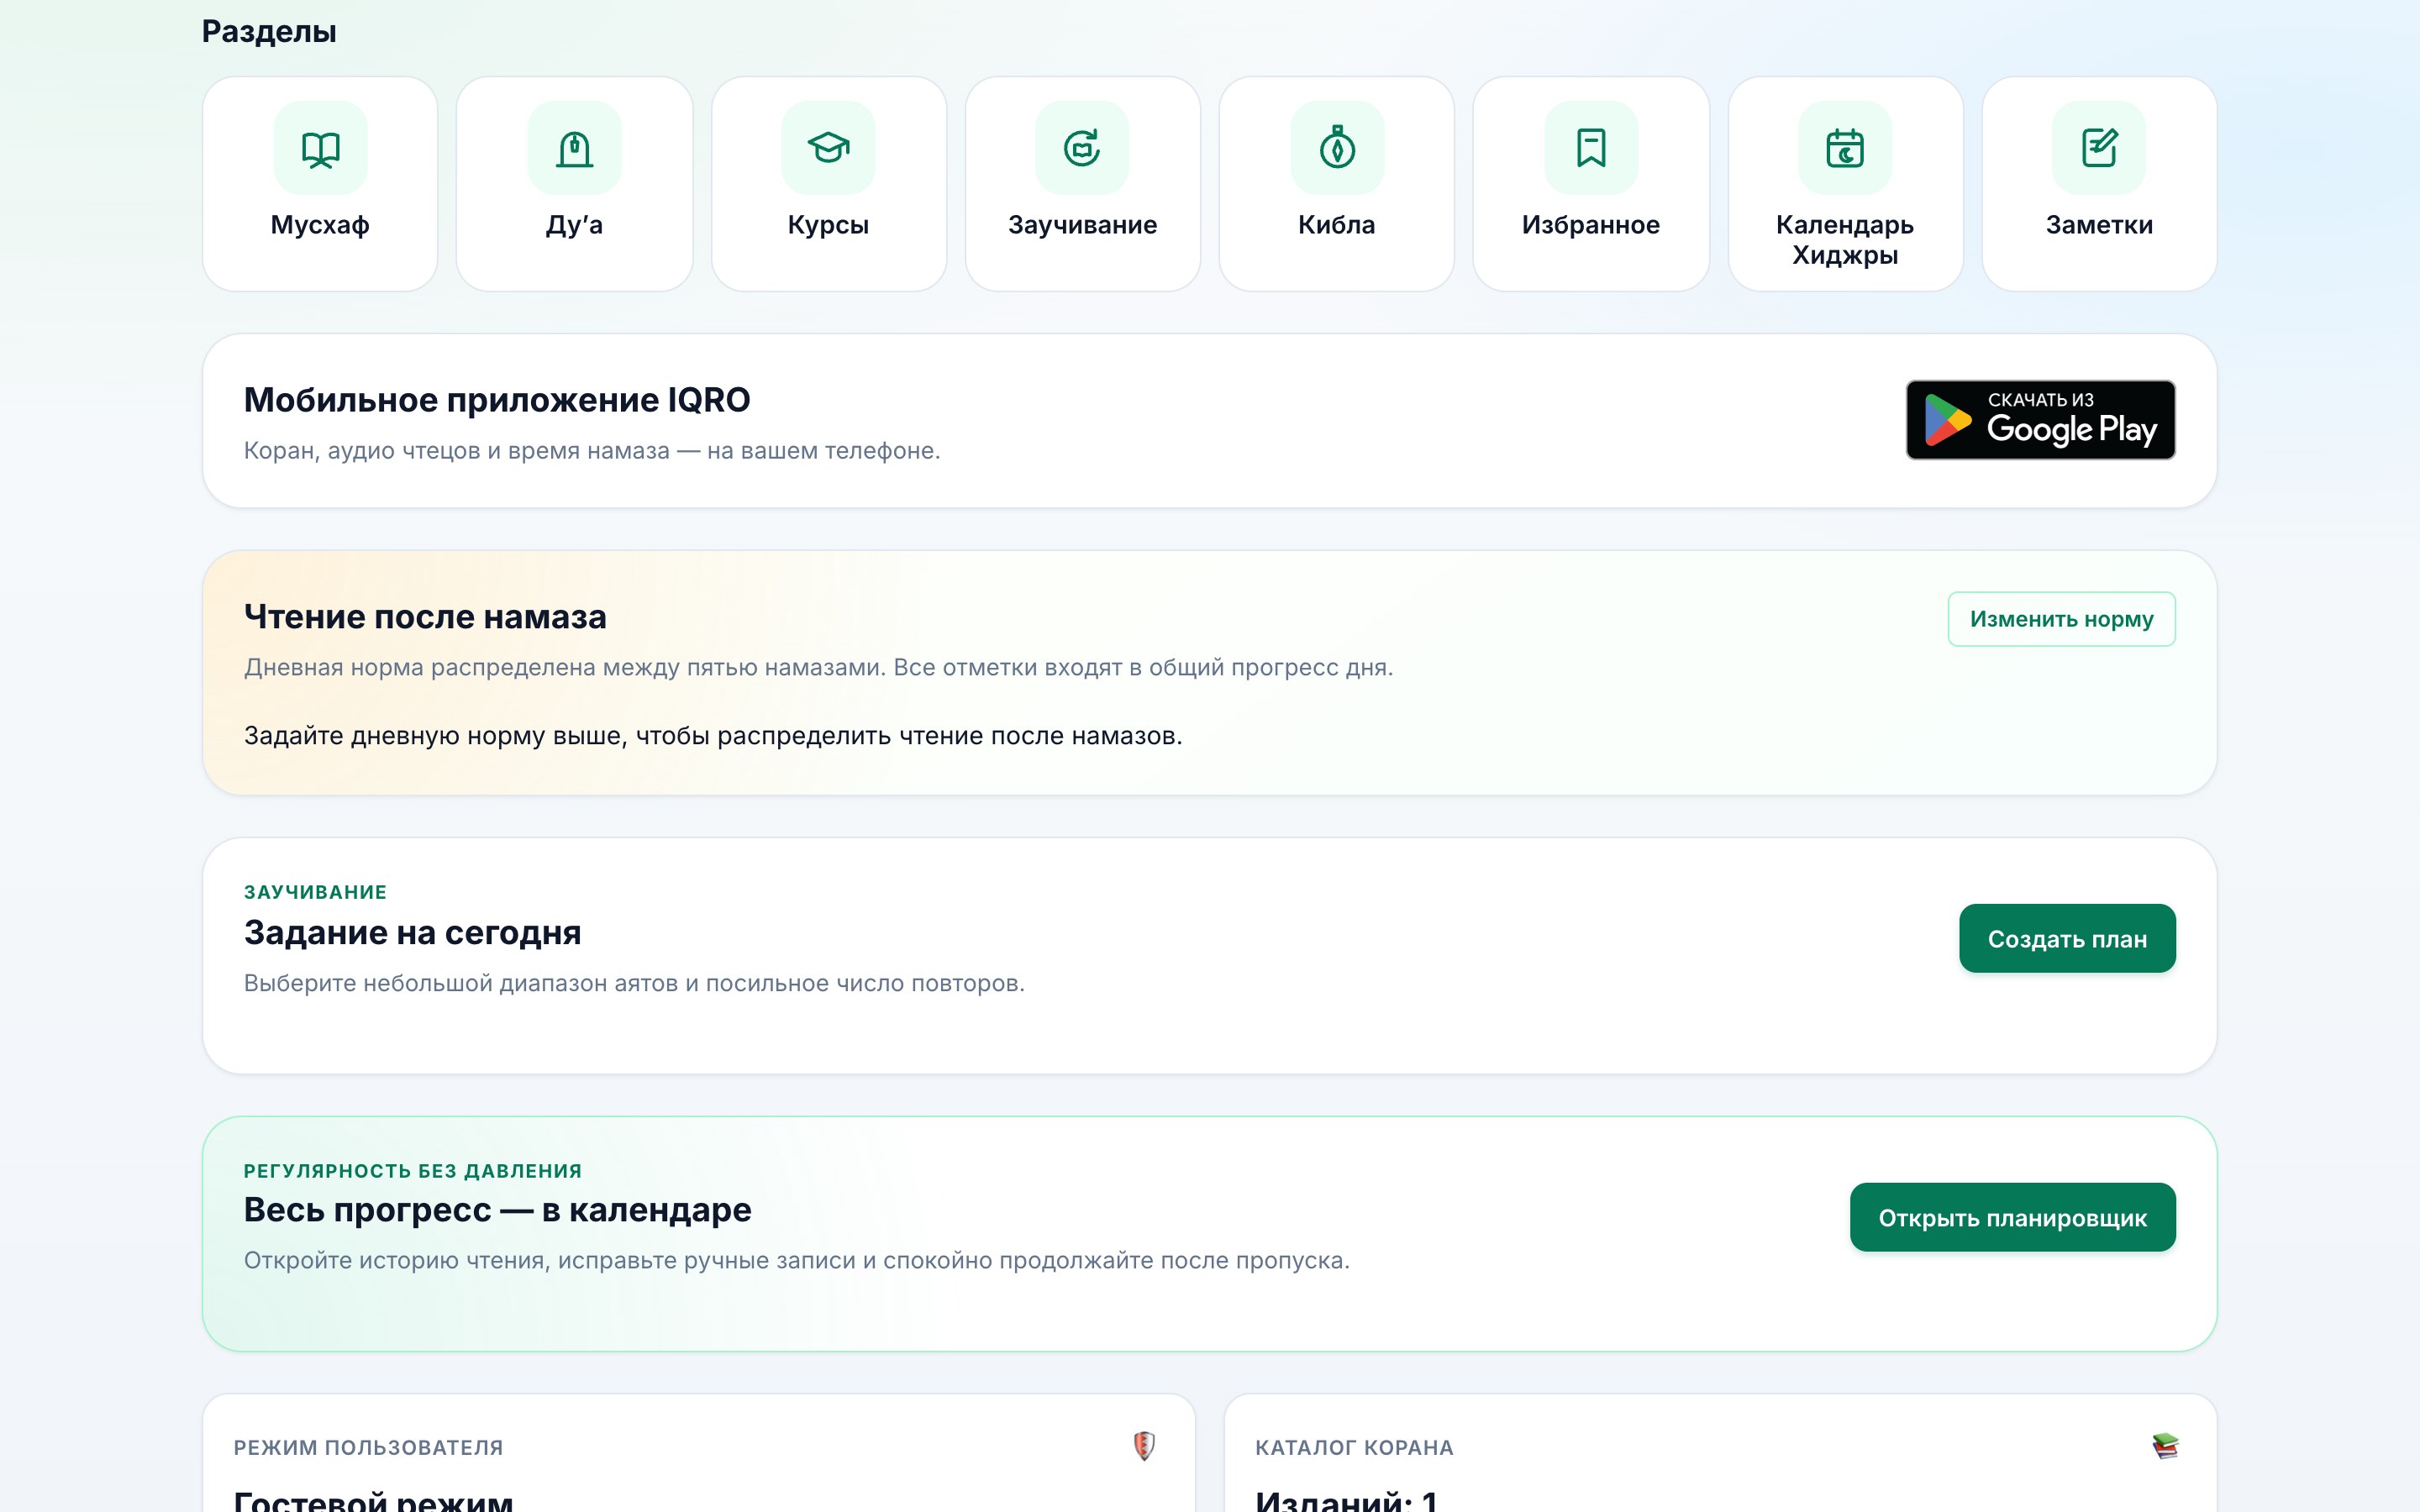 Разделы
Мусхаф
Ду’а
Курсы
Заучивание
Кибла
Избранное
Календарь
Хиджры
Заметки
Мобильное приложение IQRO
Коран, аудио чтецов и время намаза — на вашем телефоне.
СКАЧАТЬ ИЗ
Google Play
Чтение после намаза
Изменить норму
Дневная норма распределена между пятью намазами. Все отметки входят в общий прогресс дня.
Задайте дневную норму выше, чтобы распределить чтение после намазов.
ЗАУЧИВАНИЕ
Задание на сегодня
Создать план
Выберите небольшой диапазон аятов и посильное число повторов.
РЕГУЛЯРНОСТЬ БЕЗ ДАВЛЕНИЯ
Весь прогресс — в календаре
Открыть планировщик
Откройте историю чтения, исправьте ручные записи и спокойно продолжайте после пропуска.
РЕЖИМ ПОЛЬЗОВАТЕЛЯ
Гостевой режим
КАТАЛОГ КОРАНА
Изданий: 1